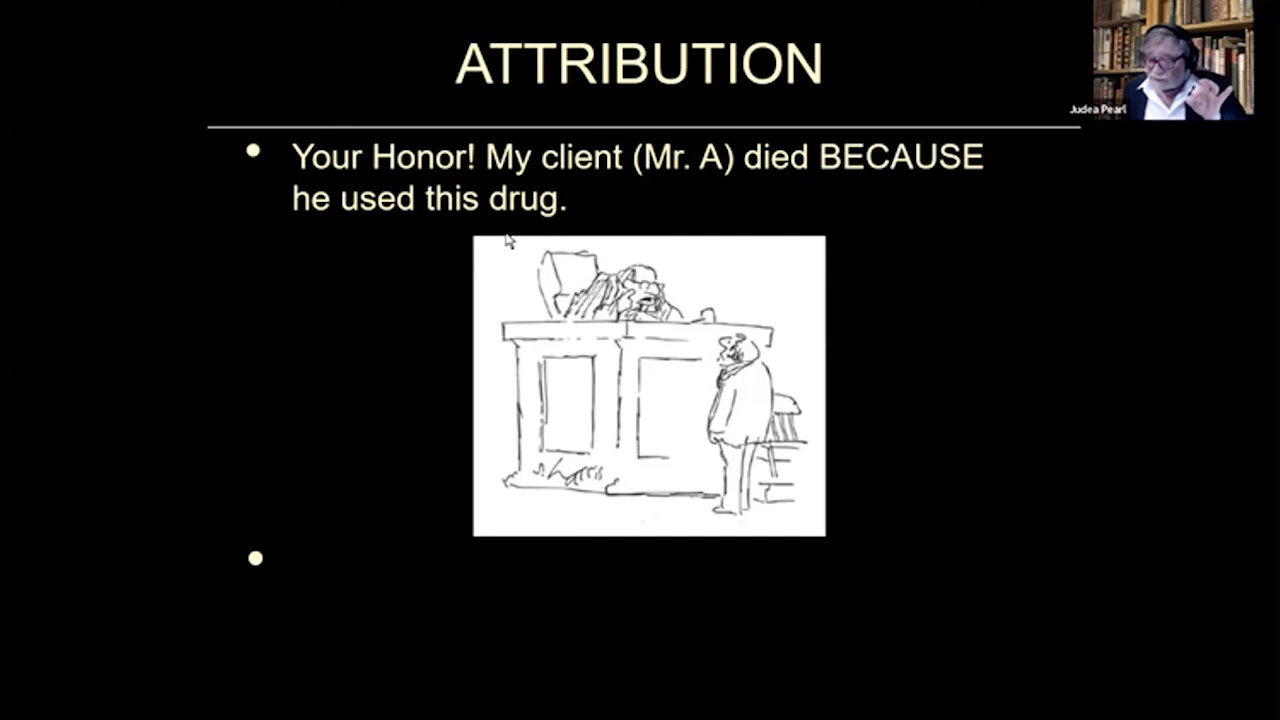 ATTRIBUTION
Judea Pearl
• Your Honor! My client (Mr. A) died BECAUSE
he used this drug.
•